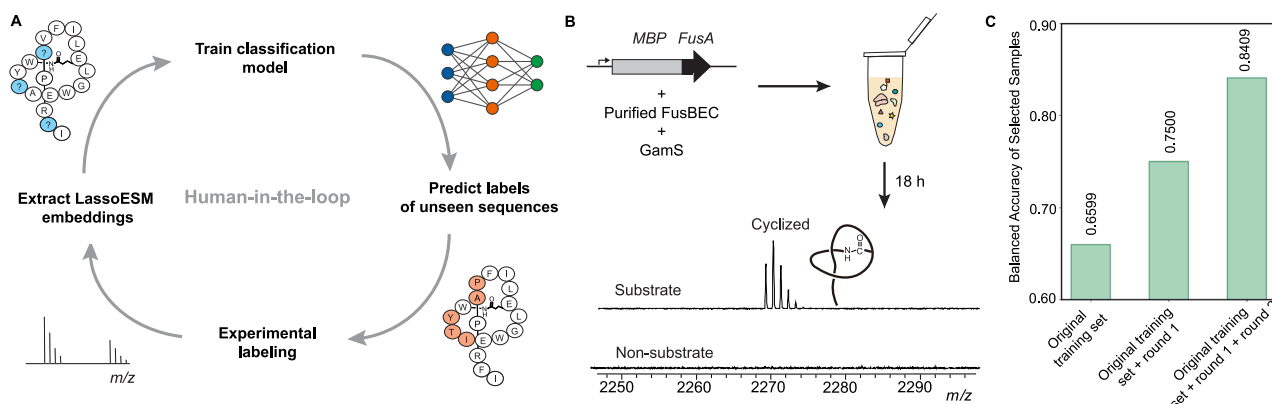 A
Train classification
model
Predict labels
of unseen sequences
Experimental
labeling
Extract LassoESM
embeddings
Human-in-the-loop
V F I L E L G W E P A R I Y W
? ? ?
N
H
O
P F I L E L G W E P A W Y T I R F I
N
H
O
m/z
B
MBP FusA
+
Purified FusBEC
+
GamS
18 h
Cyclized
O
N C
H
Substrate
Non-substrate
2250 2260 2270 2280 2290
m/z
C
Balanced Accuracy of Selected Samples
0.90
0.80
0.70
0.60
0.6599
0.7500
0.8409
Original
training set
Original training
set + round 1
Original training
set + round 1 + round